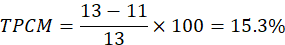 TPCM = (13 − 11)/13 × 100 = 15.3%